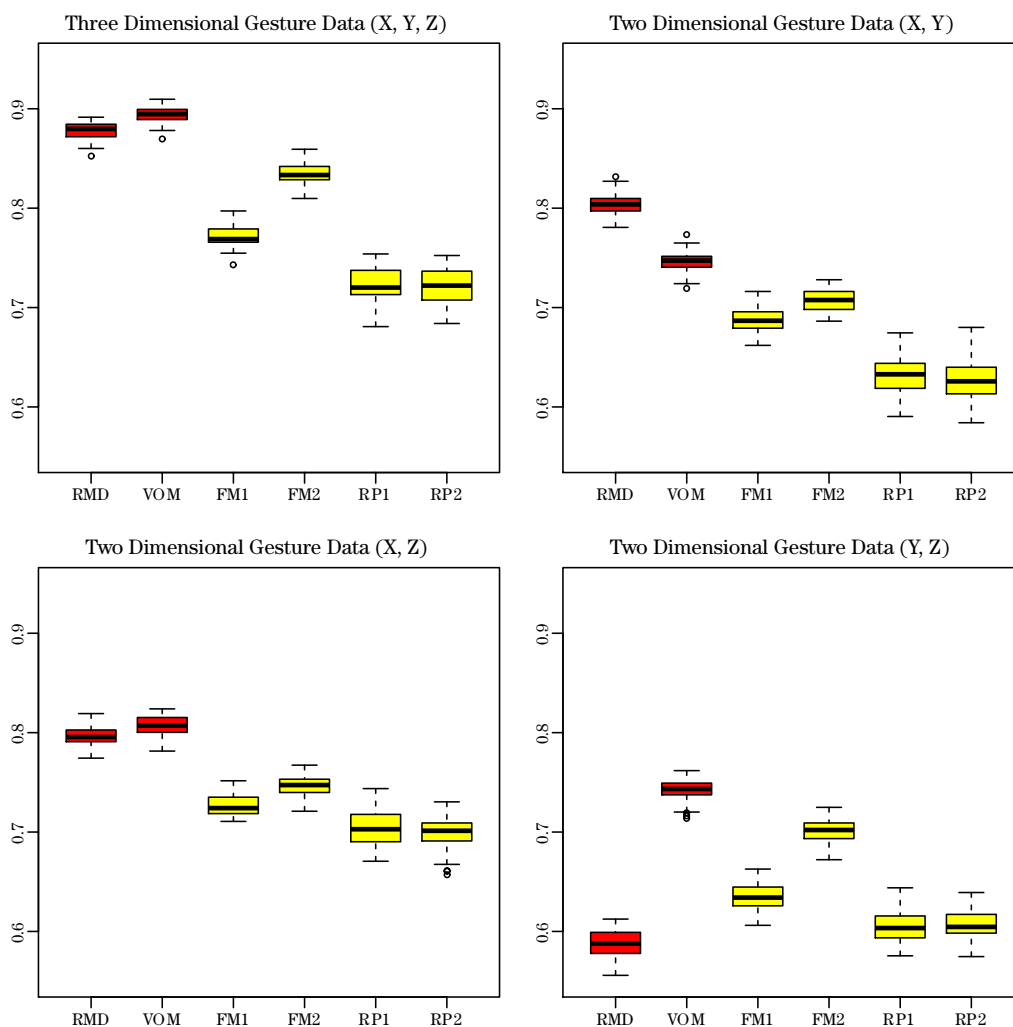 Three Dimensional Gesture Data (X, Y, Z)
0.9
0.8
0.7
0.6
RMD VOM FM1 FM2 RP1 RP2
Two Dimensional Gesture Data (X, Y)
0.9
0.8
0.7
0.6
RMD VOM FM1 FM2 RP1 RP2
Two Dimensional Gesture Data (X, Z)
0.9
0.8
0.7
0.6
RMD VOM FM1 FM2 RP1 RP2
Two Dimensional Gesture Data (Y, Z)
0.9
0.8
0.7
0.6
RMD VOM FM1 FM2 RP1 RP2